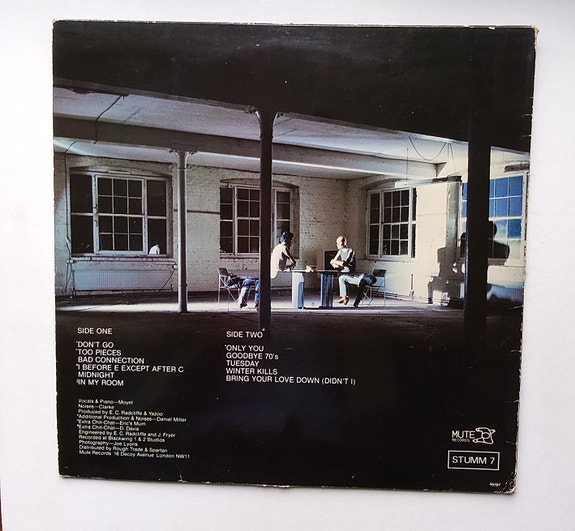 SIDE ONE
'DON'T GO
'TOO PIECES
BAD CONNECTION
*I BEFORE E EXCEPT AFTER C
MIDNIGHT
*IN MY ROOM
SIDE TWO
*ONLY YOU
GOODBYE 70's
TUESDAY
WINTER KILLS
BRING YOUR LOVE DOWN (DIDN'T I)
Vocals & Piano—Moyet
Noises—Clarke
Produced by E. C. Radcliffe & Yazoo
*Additional Production & Noises—Daniel Miller
*Extra Chit-Chat—Eric's Mum
*Extra Chit-Chat—D. Davis
Engineered by E. C. Radcliffe and J. Fryer
Recorded at Blackwing 1 & 2 Studios
Photography—Joe Lyons
Distributed by Rough Trade & Spartan
Mute Records 16 Decoy Avenue London NW11
MUTE
RECORDS
STUMM 7